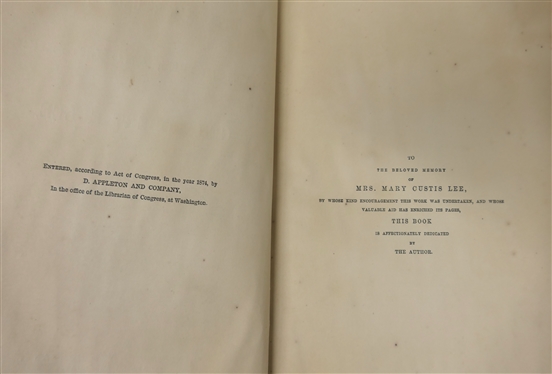 ENTERED, according to Act of Congress, in the year 1874, by
D. APPLETON AND COMPANY,
In the office of the Librarian of Congress, at Washington.
TO
THE BELOVED MEMORY
OF
MRS. MARY CUSTIS LEE,
BY WHOSE KIND ENCOURAGEMENT THIS WORK WAS UNDERTAKEN, AND WHOSE
VALUABLE AID HAS ENRICHED ITS PAGES,
THIS BOOK
IS AFFECTIONATELY DEDICATED
BY
THE AUTHOR.